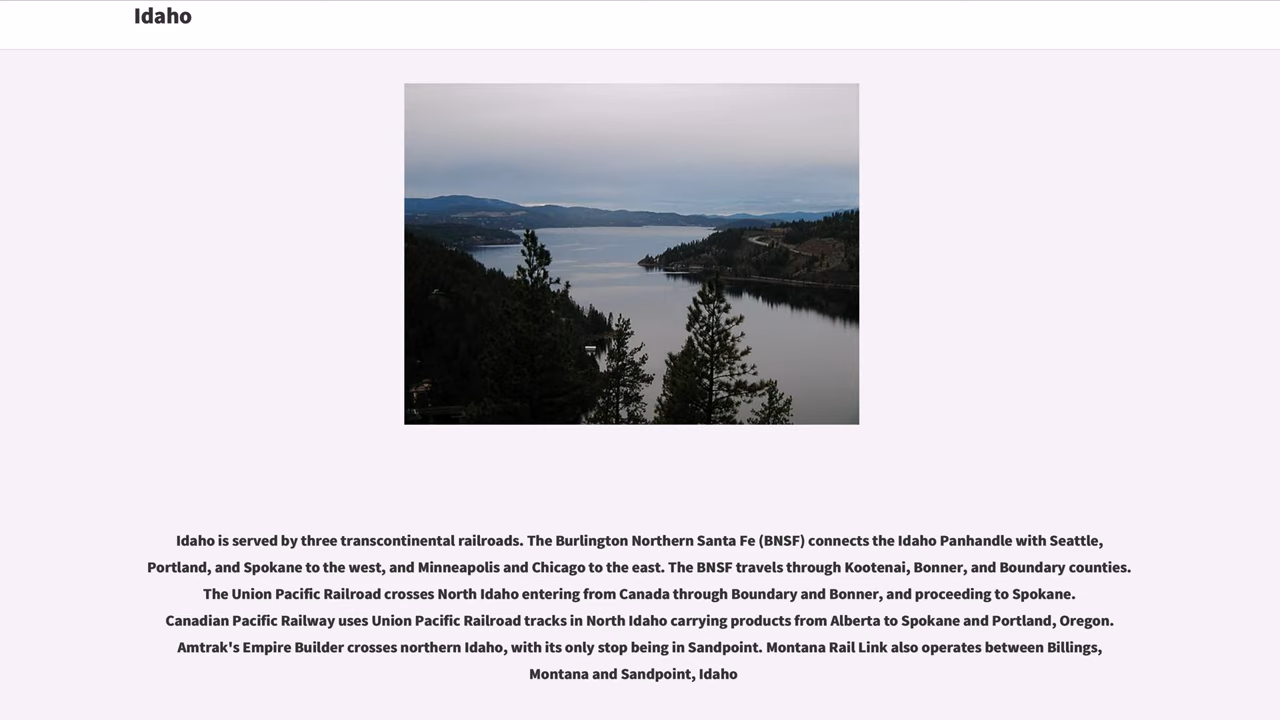 Idaho
Idaho is served by three transcontinental railroads. The Burlington Northern Santa Fe (BNSF) connects the Idaho Panhandle with Seattle,
Portland, and Spokane to the west, and Minneapolis and Chicago to the east. The BNSF travels through Kootenai, Bonner, and Boundary counties.
The Union Pacific Railroad crosses North Idaho entering from Canada through Boundary and Bonner, and proceeding to Spokane.
Canadian Pacific Railway uses Union Pacific Railroad tracks in North Idaho carrying products from Alberta to Spokane and Portland, Oregon.
Amtrak's Empire Builder crosses northern Idaho, with its only stop being in Sandpoint. Montana Rail Link also operates between Billings,
Montana and Sandpoint, Idaho